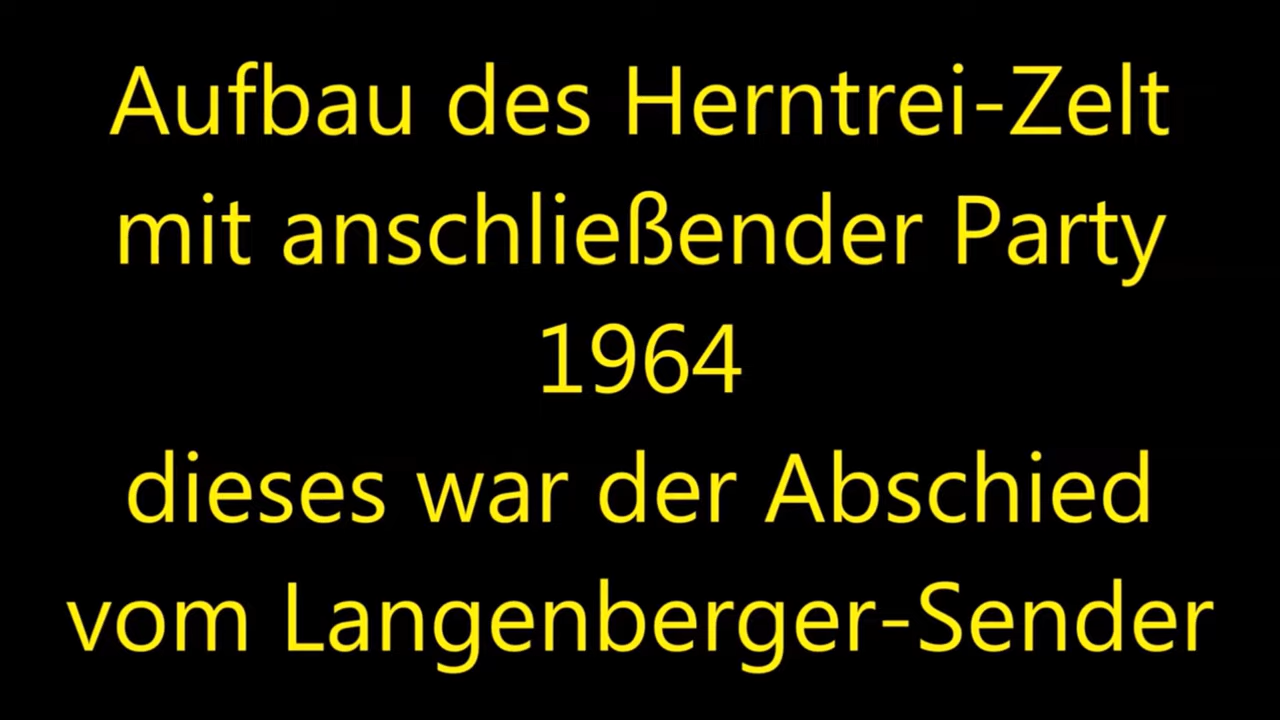 Aufbau des Herntrei-Zelt
mit anschließender Party
1964
dieses war der Abschied
vom Langenberger-Sender